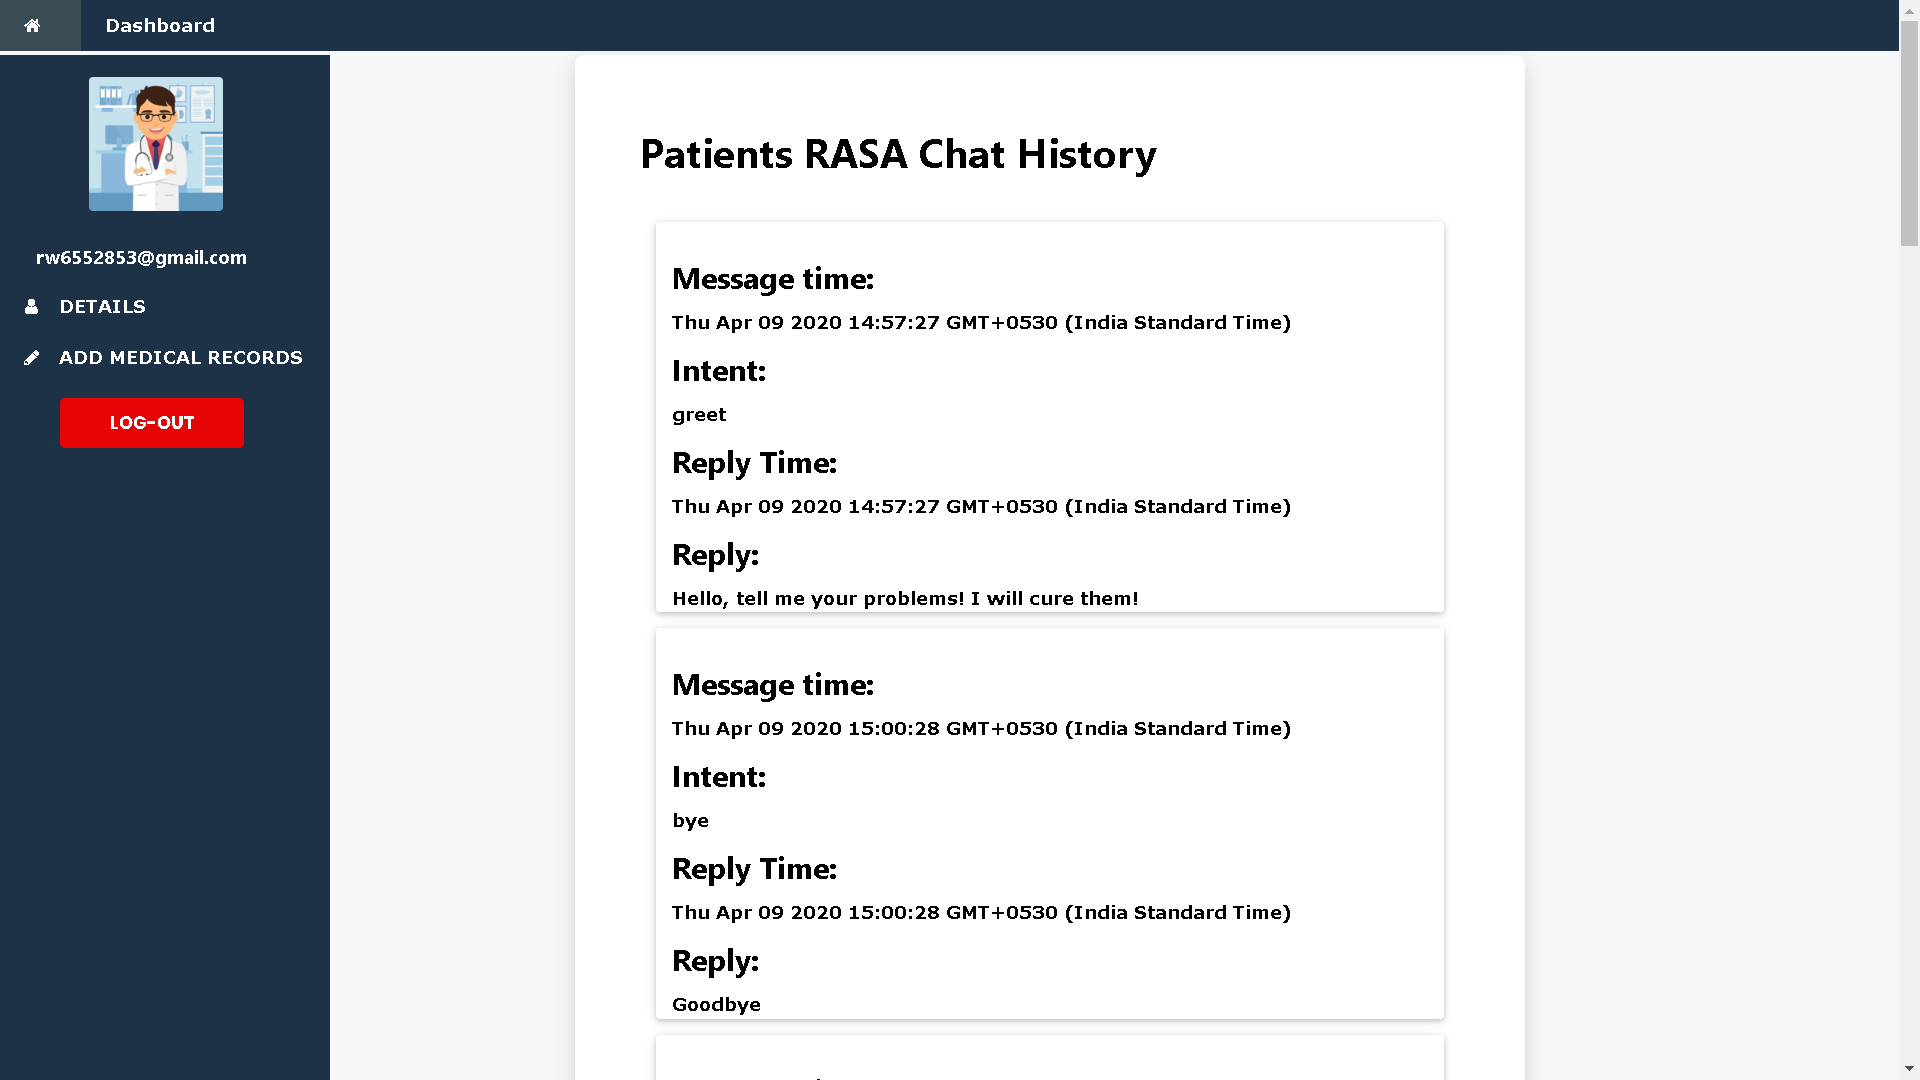 Dashboard
rw6552853@gmail.com
DETAILS
ADD MEDICAL RECORDS
LOG-OUT
Patients RASA Chat History
Message time:
Thu Apr 09 2020 14:57:27 GMT+0530 (India Standard Time)
Intent:
greet
Reply Time:
Thu Apr 09 2020 14:57:27 GMT+0530 (India Standard Time)
Reply:
Hello, tell me your problems! I will cure them!
Message time:
Thu Apr 09 2020 15:00:28 GMT+0530 (India Standard Time)
Intent:
bye
Reply Time:
Thu Apr 09 2020 15:00:28 GMT+0530 (India Standard Time)
Reply:
Goodbye